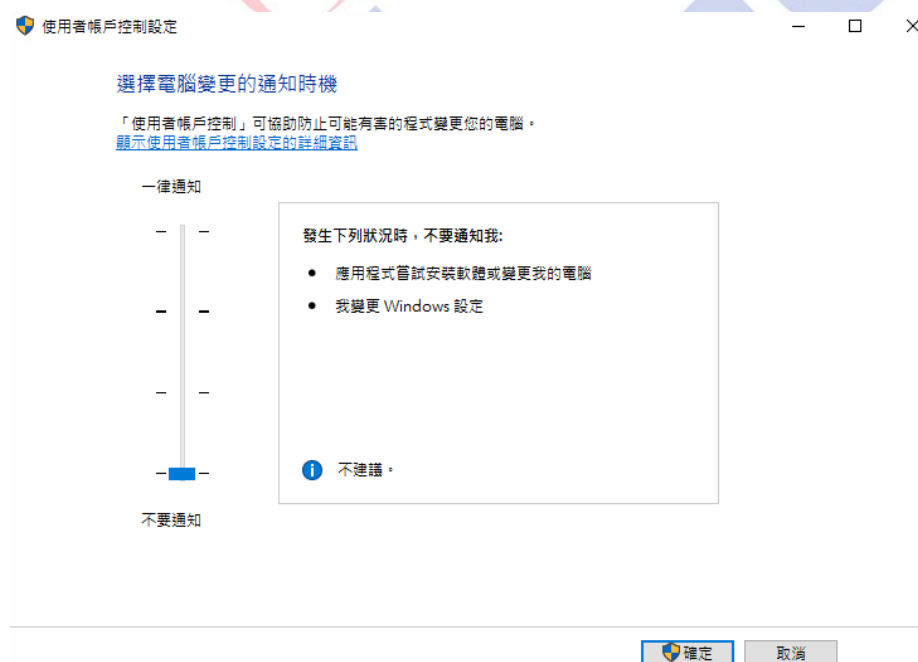 使用者帳戶控制設定
選擇電腦變更的通知時機
「使用者帳戶控制」可協助防止可能有害的程式變更您的電腦。
顯示使用者帳戶控制設定的詳細資訊
一律通知
發生下列狀況時，不要通知我:
● 應用程式嘗試安裝軟體或變更我的電腦
● 我變更 Windows 設定
不建議。
不要通知
確定 取消